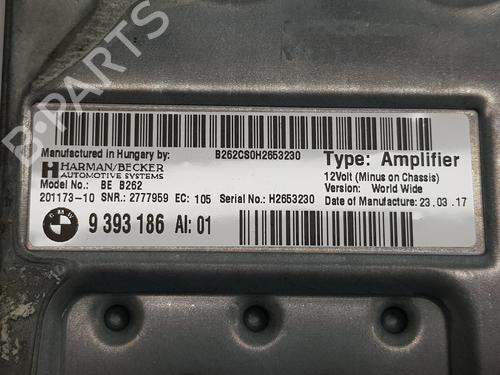 B-PARTS
B262CS0H2653230
Manufactured in Hungary by:
HARMAN/BECKER
AUTOMOTIVE SYSTEMS
Type: Amplifier
12Volt (Minus on Chassis)
Model No.: BE B262
Version: World Wide
201173-10 SNR.: 2777959 EC: 105 Serial No.: H2653230
Date of Manufacture: 23.03.17
BMW 9 393 186 AI: 01